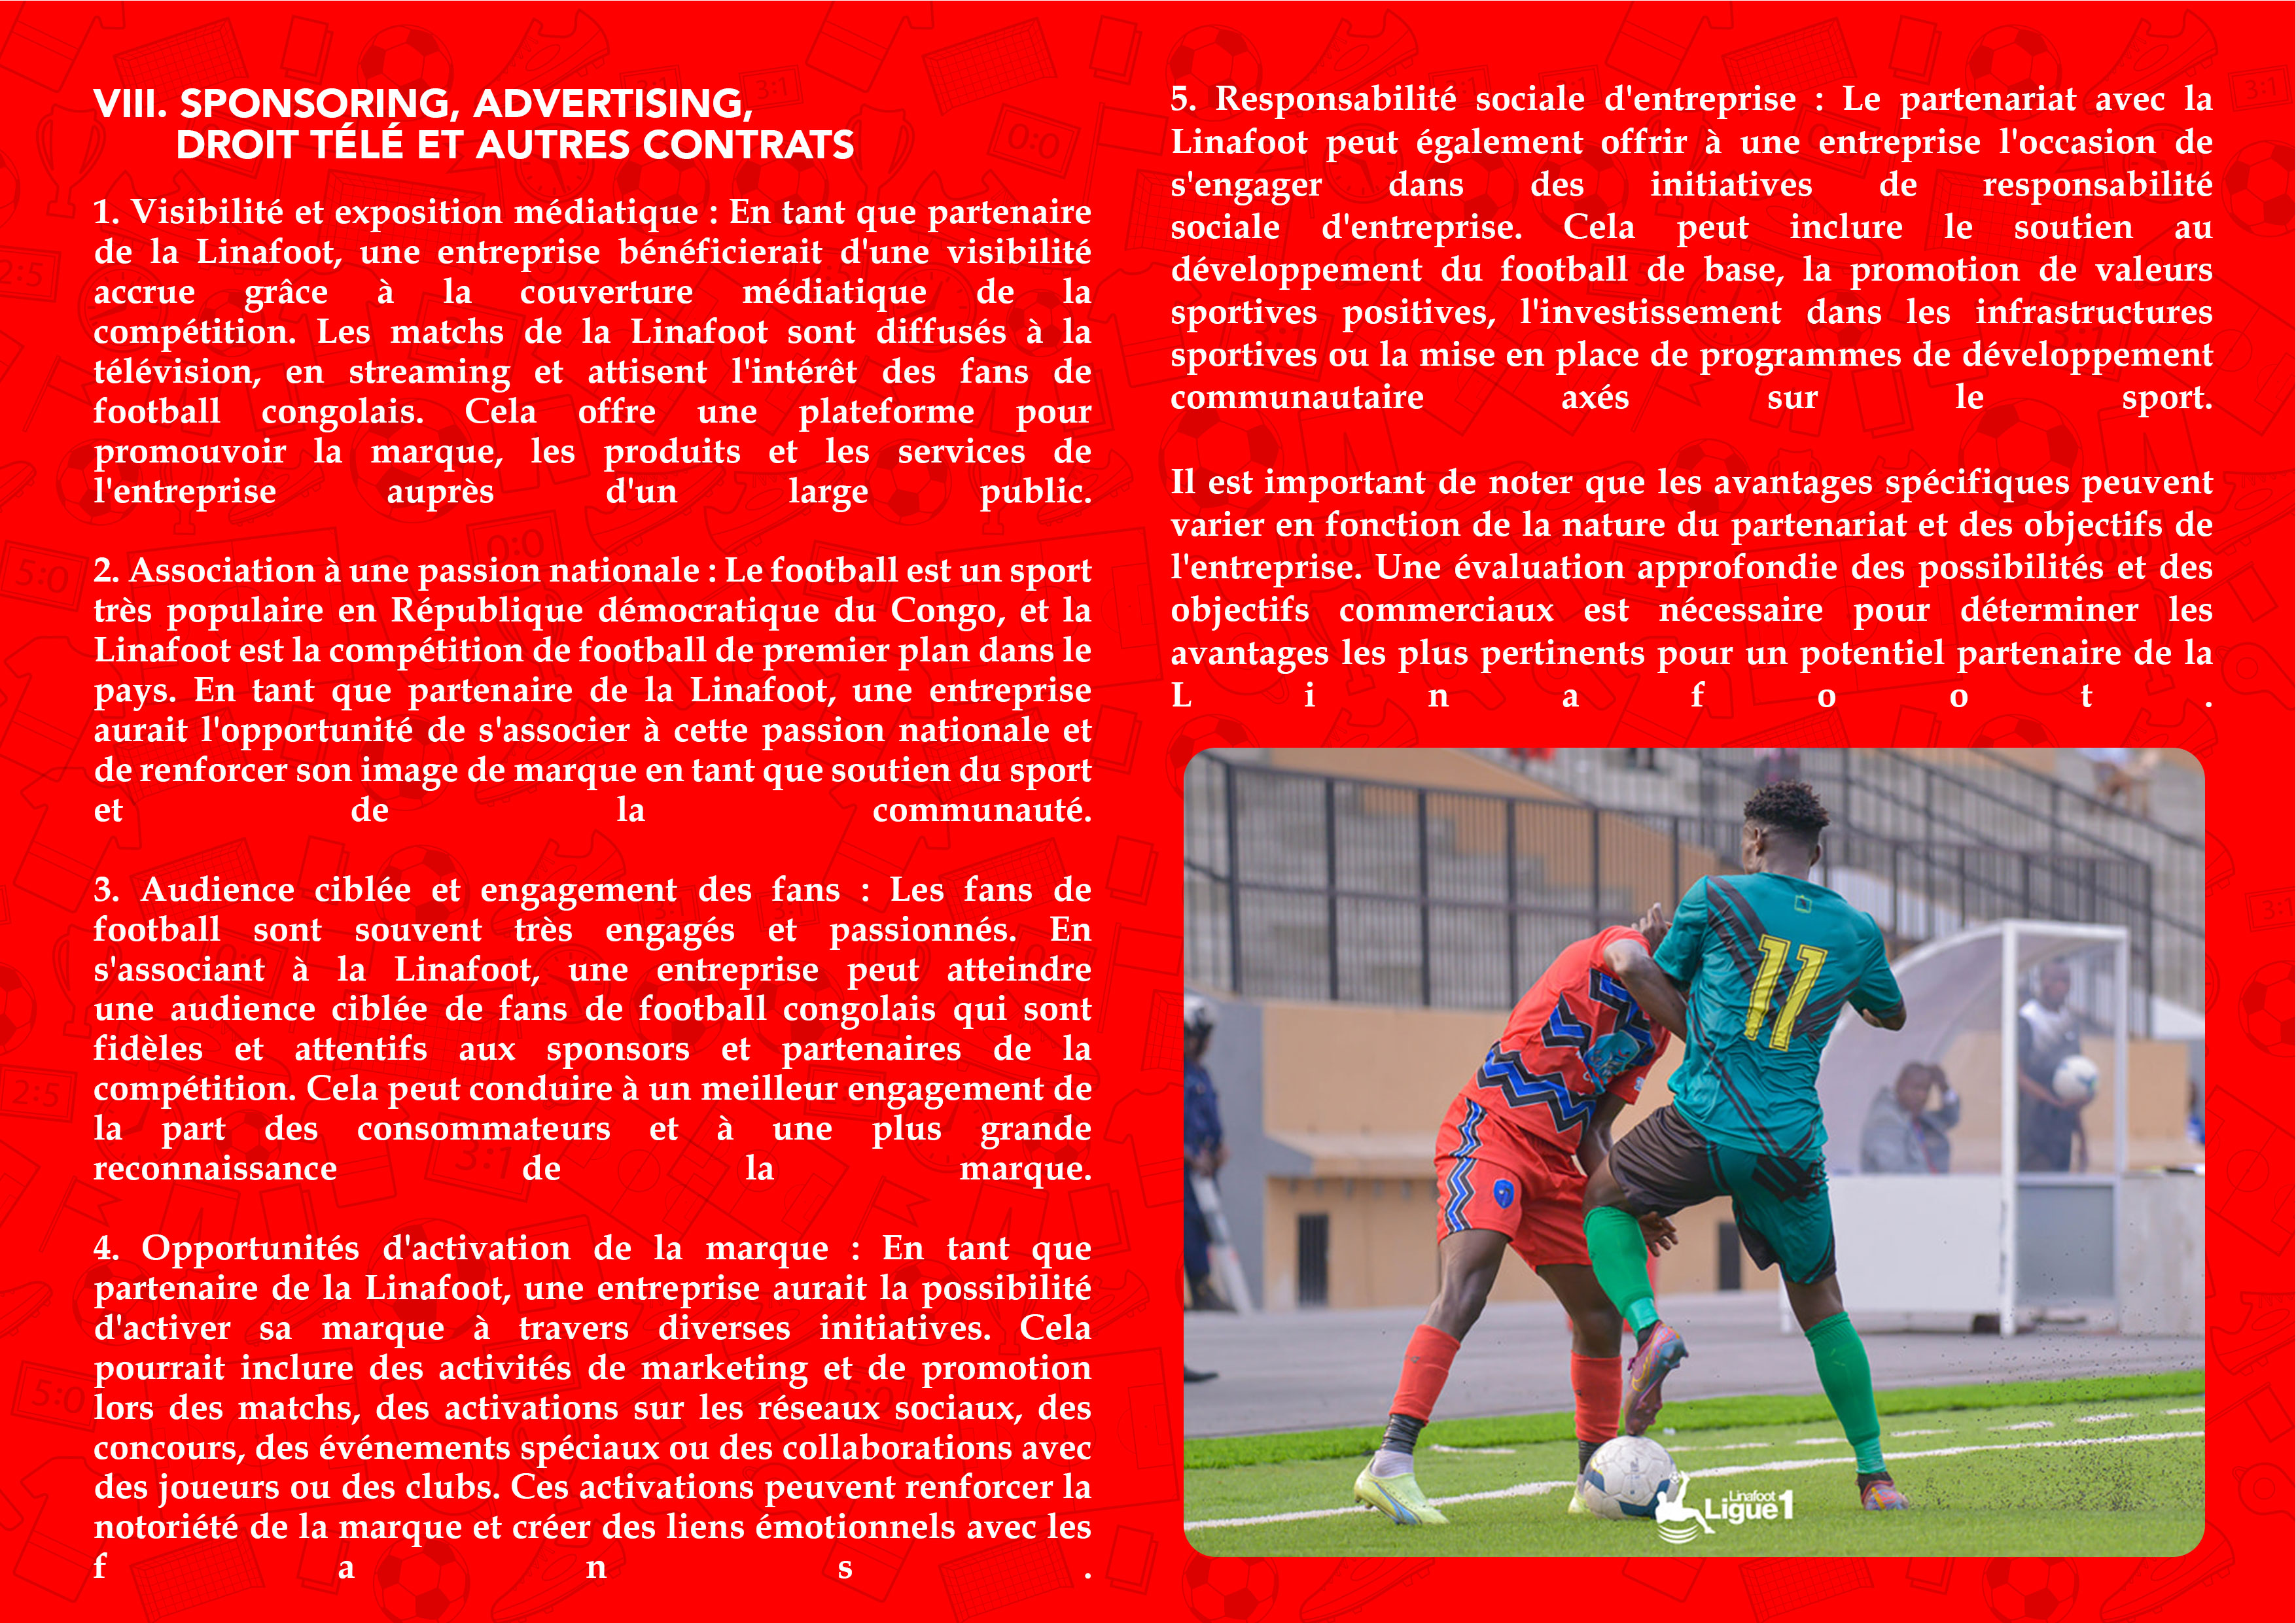 VIII. SPONSORING, ADVERTISING,
DROIT TÉLÉ ET AUTRES CONTRATS
1. Visibilité et exposition médiatique : En tant que partenaire
de la Linafoot, une entreprise bénéficierait d'une visibilité
accrue grâce à la couverture médiatique de la
compétition. Les matchs de la Linafoot sont diffusés à la
télévision, en streaming et attisent l'intérêt des fans de
football congolais. Cela offre une plateforme pour
promouvoir la marque, les produits et les services de
l'entreprise auprès d'un large public.
2. Association à une passion nationale : Le football est un sport
très populaire en République démocratique du Congo, et la
Linafoot est la compétition de football de premier plan dans le
pays. En tant que partenaire de la Linafoot, une entreprise
aurait l'opportunité de s'associer à cette passion nationale et
de renforcer son image de marque en tant que soutien du sport
et de la communauté.
3. Audience ciblée et engagement des fans : Les fans de
football sont souvent très engagés et passionnés. En
s'associant à la Linafoot, une entreprise peut atteindre
une audience ciblée de fans de football congolais qui sont
fidèles et attentifs aux sponsors et partenaires de la
compétition. Cela peut conduire à un meilleur engagement de
la part des consommateurs et à une plus grande
reconnaissance de la marque.
4. Opportunités d'activation de la marque : En tant que
partenaire de la Linafoot, une entreprise aurait la possibilité
d'activer sa marque à travers diverses initiatives. Cela
pourrait inclure des activités de marketing et de promotion
lors des matchs, des activations sur les réseaux sociaux, des
concours, des événements spéciaux ou des collaborations avec
des joueurs ou des clubs. Ces activations peuvent renforcer la
notoriété de la marque et créer des liens émotionnels avec les
f a n s .
5. Responsabilité sociale d'entreprise : Le partenariat avec la
Linafoot peut également offrir à une entreprise l'occasion de
s'engager dans des initiatives de responsabilité
sociale d'entreprise. Cela peut inclure le soutien au
développement du football de base, la promotion de valeurs
sportives positives, l'investissement dans les infrastructures
sportives ou la mise en place de programmes de développement
communautaire axés sur le sport.
Il est important de noter que les avantages spécifiques peuvent
varier en fonction de la nature du partenariat et des objectifs de
l'entreprise. Une évaluation approfondie des possibilités et des
objectifs commerciaux est nécessaire pour déterminer les
avantages les plus pertinents pour un potentiel partenaire de la
L i n a f o o t .
11
Linafoot
Ligue 1